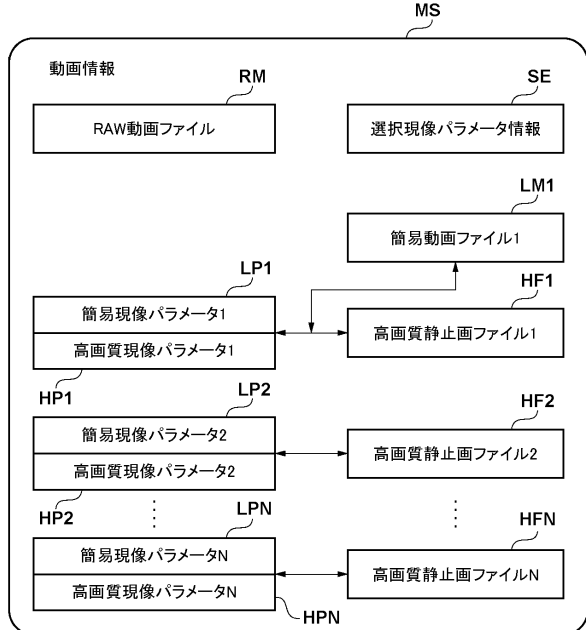 MS
動画情報
RM
SE
RAW動画ファイル
選択現像パラメータ情報
LM1
簡易動画ファイル1
LP1
HF1
簡易現像パラメータ1
高画質現像パラメータ1
高画質静止画ファイル1
HP1
LP2
HF2
簡易現像パラメータ2
高画質現像パラメータ2
高画質静止画ファイル2
HP2
LPN
HFN
簡易現像パラメータN
高画質現像パラメータN
高画質静止画ファイルN
HPN